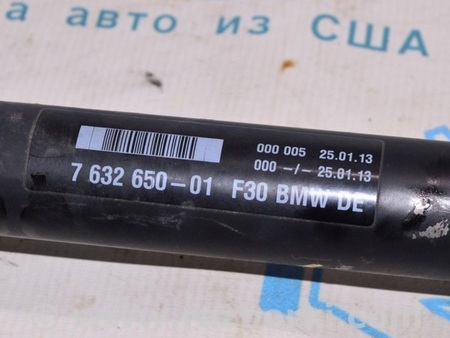 а авто из США
000 005 25.01.13
000 -/- 25.01.13
7 632 650-01 F30 BMW DE